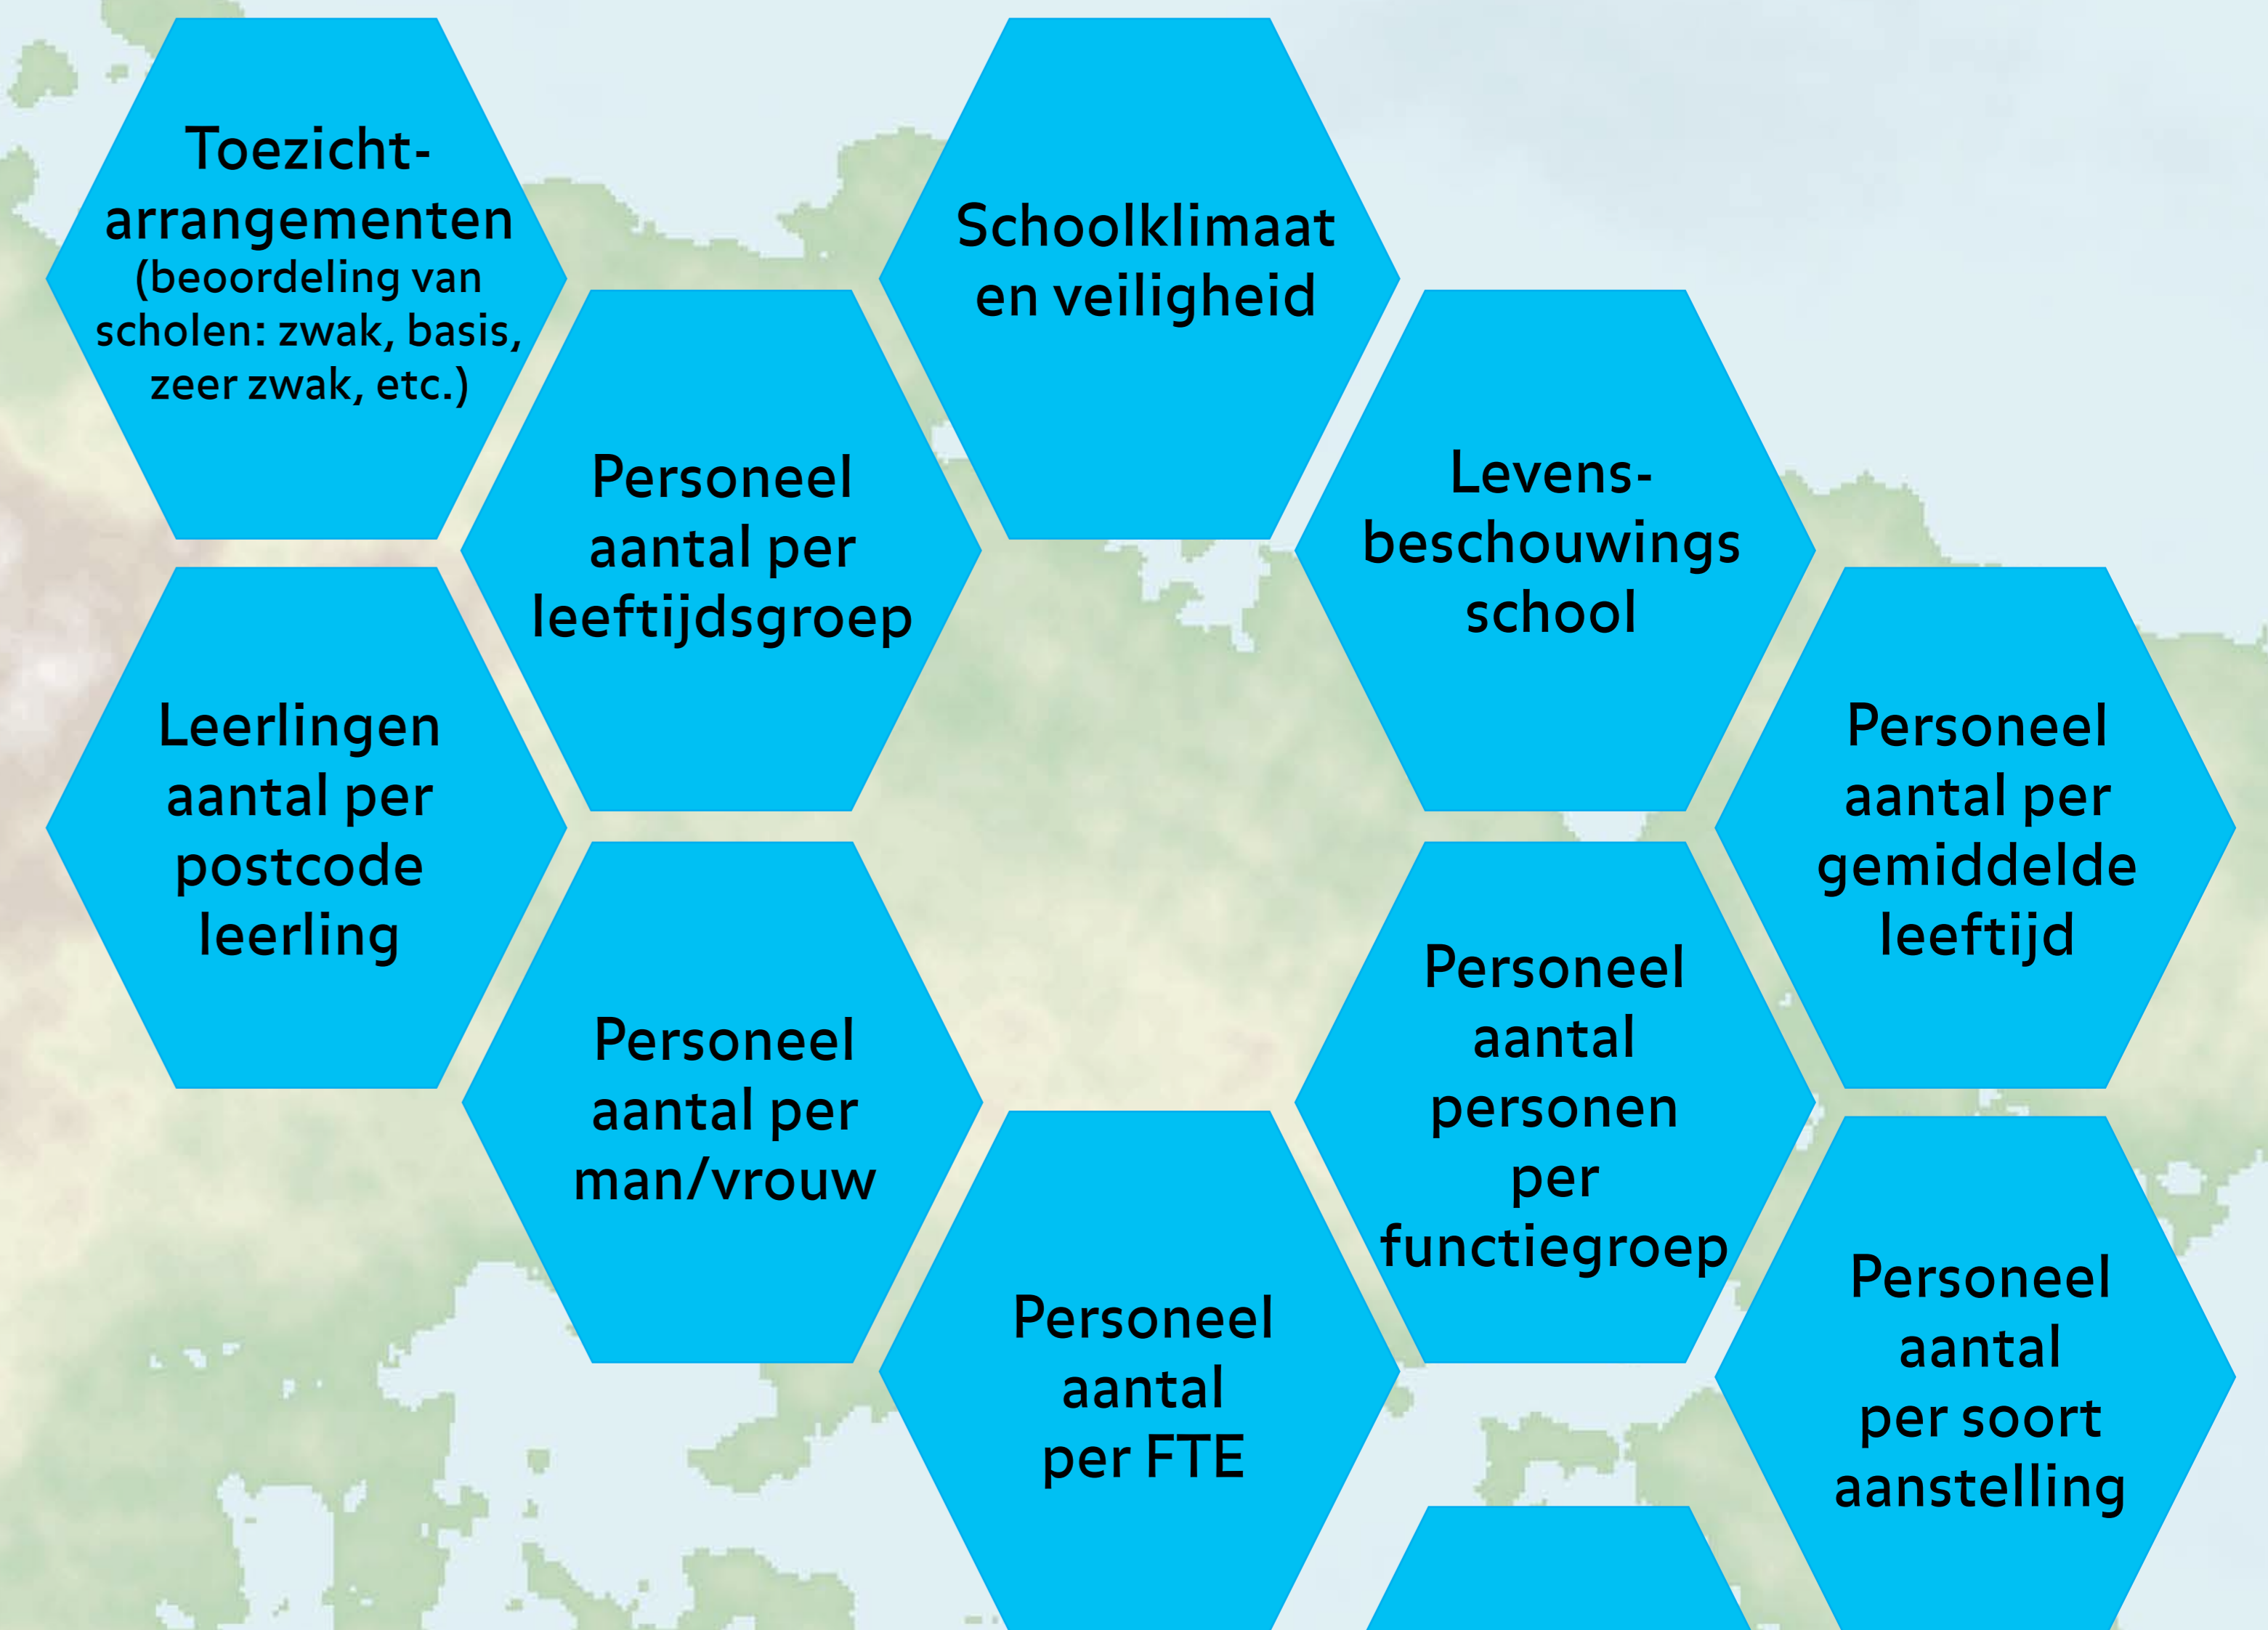 Toezicht-
arrangementen
(beoordeling van
scholen: zwak, basis,
zeer zwak, etc.)
Schoolklimaat
en veiligheid
Personeel
aantal per
leeftijdsgroep
Levens-
beschouwings
school
Leerlingen
aantal per
postcode
leerling
Personeel
aantal per
gemiddelde
leeftijd
Personeel
aantal per
man/vrouw
Personeel
aantal
personen
per
functiegroep
Personeel
aantal
per FTE
Personeel
aantal
per soort
aanstelling